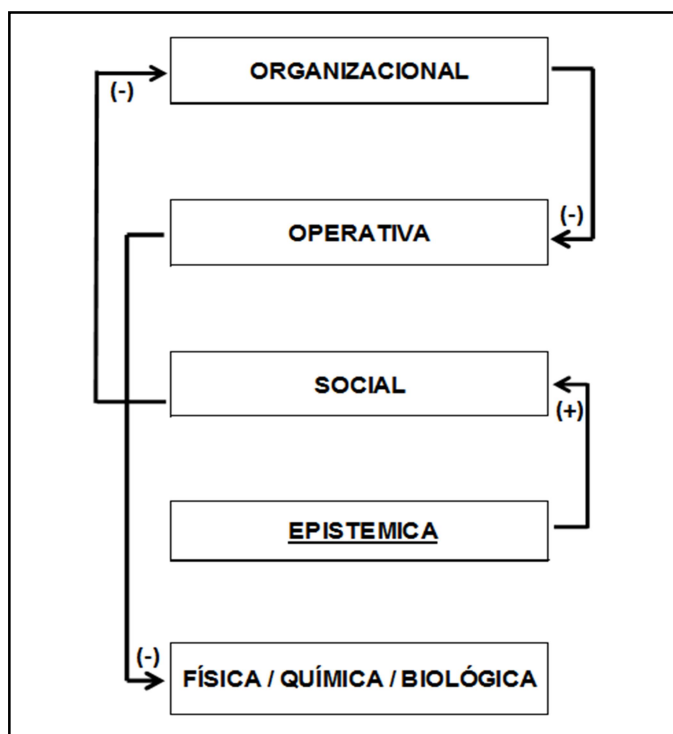 ORGANIZACIONAL
(-)
(-)
OPERATIVA
SOCIAL
(+)
EPISTEMICA
(-)
FÍSICA / QUÍMICA / BIOLÓGICA